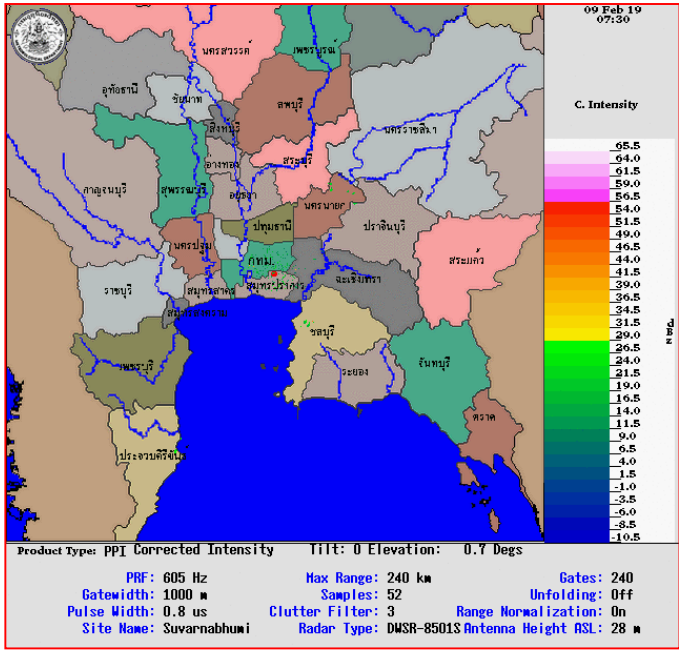 09 Feb 19
07:30
C. Intensity
65.5
64.0
61.5
59.0
56.5
54.0
51.5
49.0
46.5
44.0
41.5
39.0
36.5
34.0
31.5
29.0
26.5
24.0
21.5
19.0
16.5
14.0
11.5
9.0
6.5
4.0
1.5
-1.0
-3.5
-6.0
-8.5
-10.5
นครสวรรค์
เพชรบูรณ์
อุทัยธานี
ชัยนาท
ลพบุรี
สิงห์บุรี
นครราชสีมา
อ่างทอง
สระบุรี
กาญจนบุรี
สุพรรณบุรี
อยุธยา
นครนายก
ปทุมธานี
ปราจีนบุรี
นครปฐม
กทม.
สระแก้ว
ราชบุรี
สมุทรสาคร
สมุทรปราการ
ฉะเชิงเทรา
สมุทรสงคราม
ชลบุรี
เพชรบุรี
ระยอง
จันทบุรี
ตราด
ประจวบคีรีขันธ์
Product Type: PPI Corrected Intensity Tilt: 0 Elevation: 0.7 Degs
PRF: 605 Hz Max Range: 240 km Gates: 240
Gatewidth: 1000 m Samples: 52 Unfolding: Off
Pulse Width: 0.8 us Clutter Filter: 3 Range Normalization: On
Site Name: Suvarnabhumi Radar Type: DWSR-8501S Antenna Height ASL: 28 m